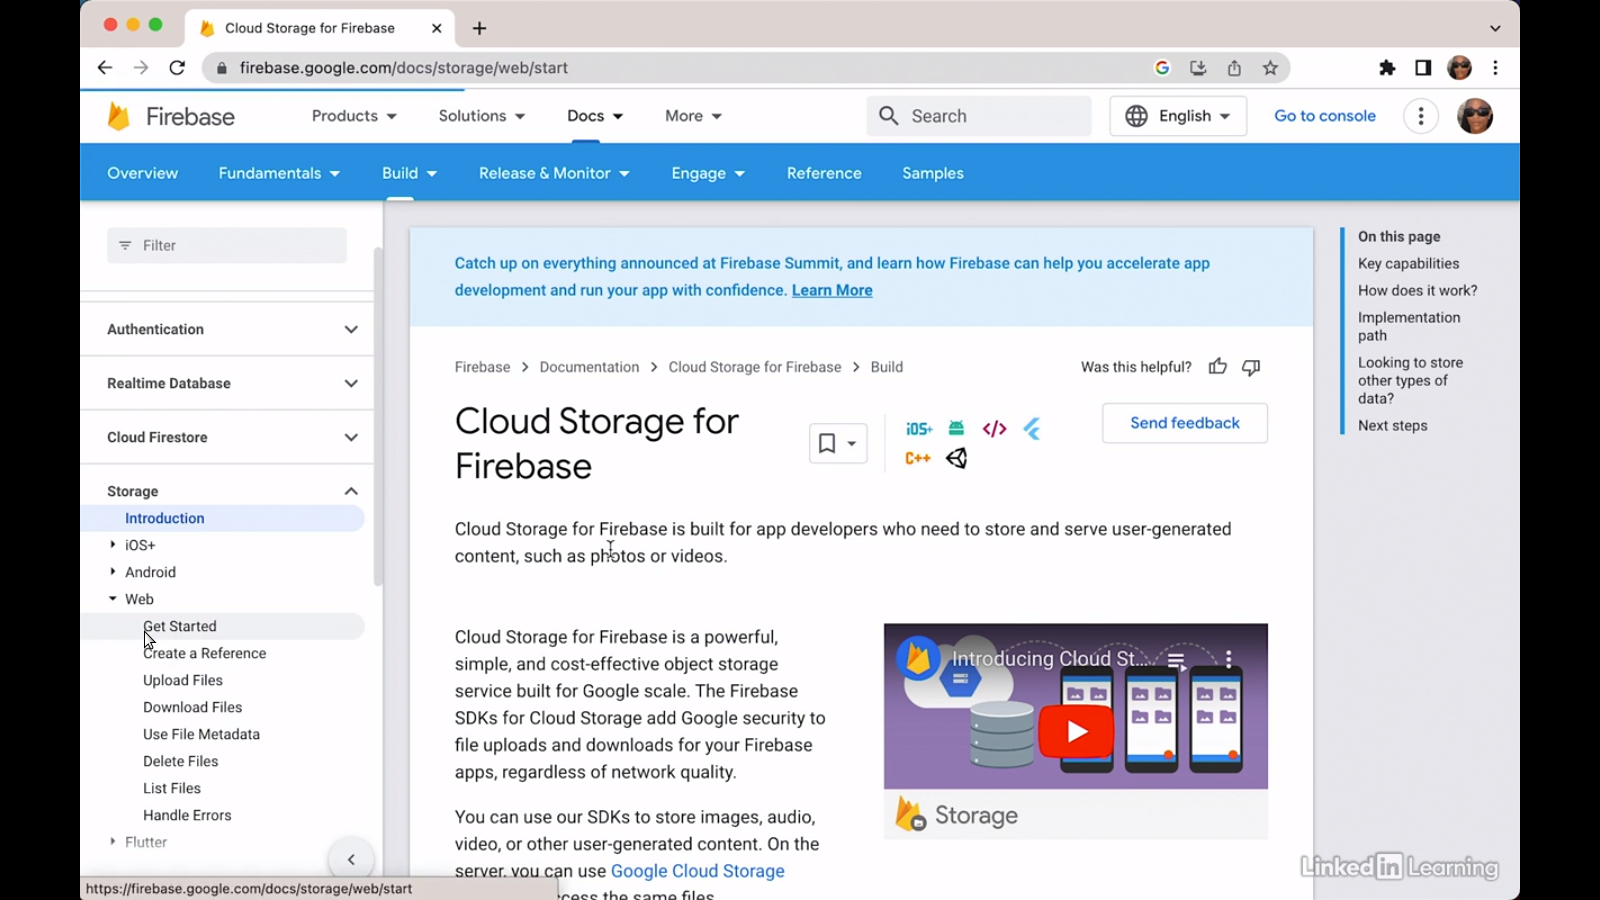 Cloud Storage for Firebase
firebase.google.com/docs/storage/web/start
Firebase
Products
Solutions
Docs
More
Search
English
Go to console
Overview
Fundamentals
Build
Release & Monitor
Engage
Reference
Samples
Filter
Authentication
Realtime Database
Cloud Firestore
Storage
Introduction
iOS+
Android
Web
Get Started
Create a Reference
Upload Files
Download Files
Use File Metadata
Delete Files
List Files
Handle Errors
Flutter
https://firebase.google.com/docs/storage/web/start
Catch up on everything announced at Firebase Summit, and learn how Firebase can help you accelerate app
development and run your app with confidence. Learn More
Firebase > Documentation > Cloud Storage for Firebase > Build
Was this helpful?
Cloud Storage for
Firebase
iOS+
C++
Send feedback
Cloud Storage for Firebase is built for app developers who need to store and serve user-generated
content, such as photos or videos.
Cloud Storage for Firebase is a powerful,
simple, and cost-effective object storage
service built for Google scale. The Firebase
SDKs for Cloud Storage add Google security to
file uploads and downloads for your Firebase
apps, regardless of network quality.
You can use our SDKs to store images, audio,
video, or other user-generated content. On the
server, you can use Google Cloud Storage
ccess the same files.
Introducing Cloud St...
Storage
On this page
Key capabilities
How does it work?
Implementation
path
Looking to store
other types of
data?
Next steps
Linked in Learning